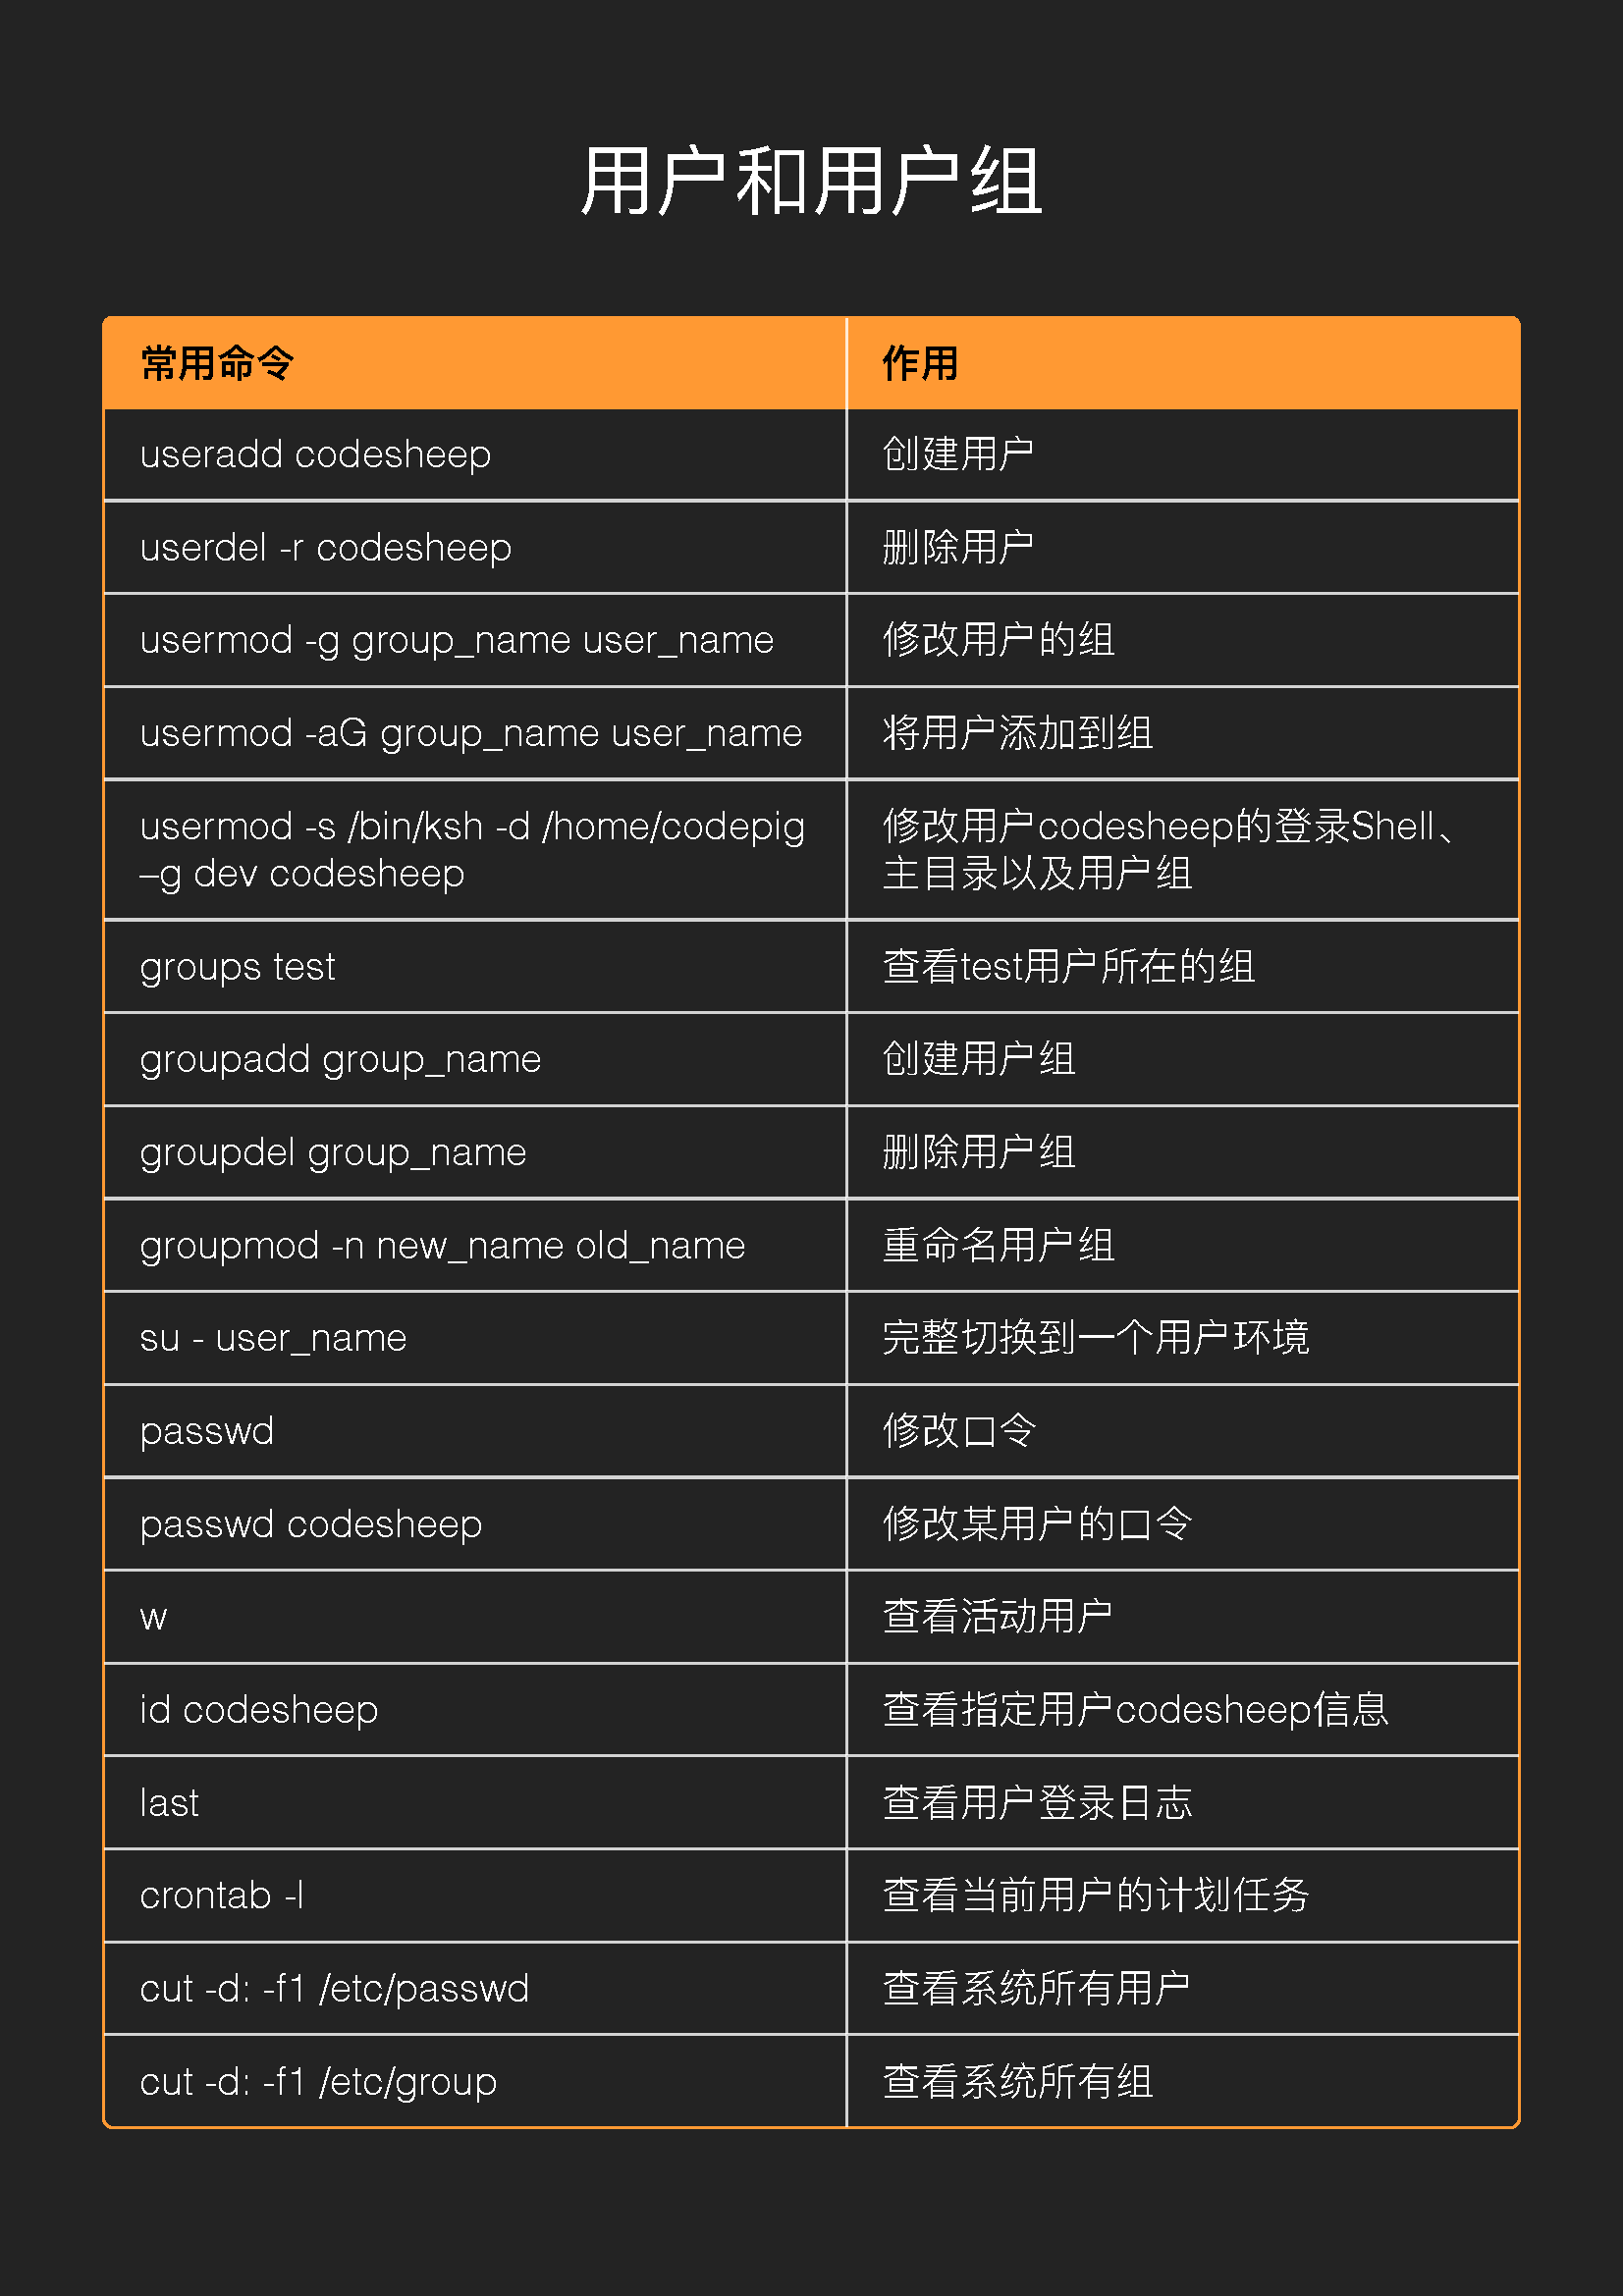 用户和用户组
常用命令 作用
useradd codesheep 创建用户
userdel -r codesheep 删除用户
usermod -g group_name user_name 修改用户的组
usermod -aG group_name user_name 将用户添加到组
usermod -s /bin/ksh -d /home/codepig 修改用户codesheep的登录Shell、
–g dev codesheep 主目录以及用户组
groups test 查看test用户所在的组
groupadd group_name 创建用户组
groupdel group_name 删除用户组
groupmod -n new_name old_name 重命名用户组
su - user_name 完整切换到一个用户环境
passwd 修改口令
passwd codesheep 修改某用户的口令
w 查看活动用户
id codesheep 查看指定用户codesheep信息
last 查看用户登录日志
crontab -l 查看当前用户的计划任务
cut -d: -f1 /etc/passwd 查看系统所有用户
cut -d: -f1 /etc/group 查看系统所有组